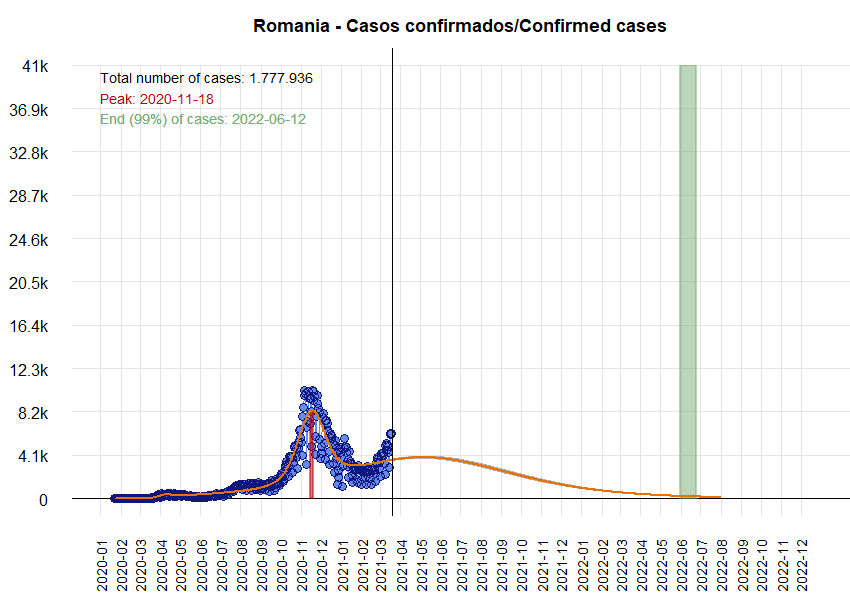 Romania - Casos confirmados/Confirmed cases
41k
Total number of cases: 1.777.936
Peak: 2020-11-18
End (99%) of cases: 2022-06-12
36.9k
32.8k
28.7k
24.6k
20.5k
16.4k
12.3k
8.2k
4.1k
0
2020-01
2020-02
2020-03
2020-04
2020-05
2020-06
2020-07
2020-08
2020-09
2020-10
2020-11
2020-12
2021-01
2021-02
2021-03
2021-04
2021-05
2021-06
2021-07
2021-08
2021-09
2021-10
2021-11
2021-12
2022-01
2022-02
2022-03
2022-04
2022-05
2022-06
2022-07
2022-08
2022-09
2022-10
2022-11
2022-12